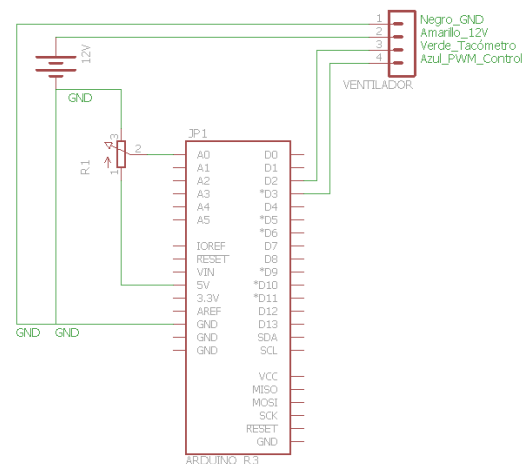 1 Negro_GND
2 Amarillo_12V
3 Verde_Tacómetro
4 Azul_PWM_Control
VENTILADOR
12V
GND
R1
3
2
1
JP1
A0 D0
A1 D1
A2 D2
A3 *D3
A4 D4
A5 *D5
*D6
IOREF D7
RESET D8
VIN *D9
5V *D10
3.3V *D11
AREF D12
GND D13
GND SDA
GND SCL
GND GND
VCC
MISO
MOSI
SCK
RESET
GND
ARDUINO R3